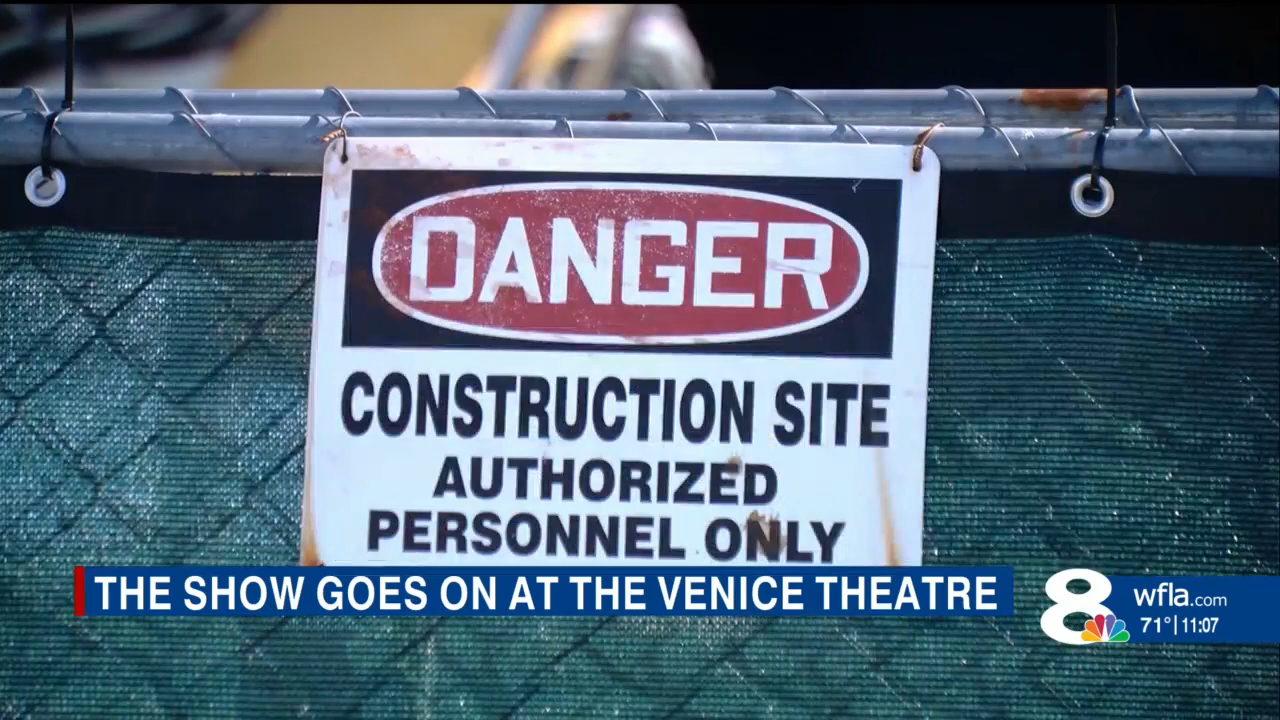 DANGER
CONSTRUCTION SITE
AUTHORIZED
PERSONNEL ONLY
THE SHOW GOES ON AT THE VENICE THEATRE
8 wfla.com
71° | 11:07